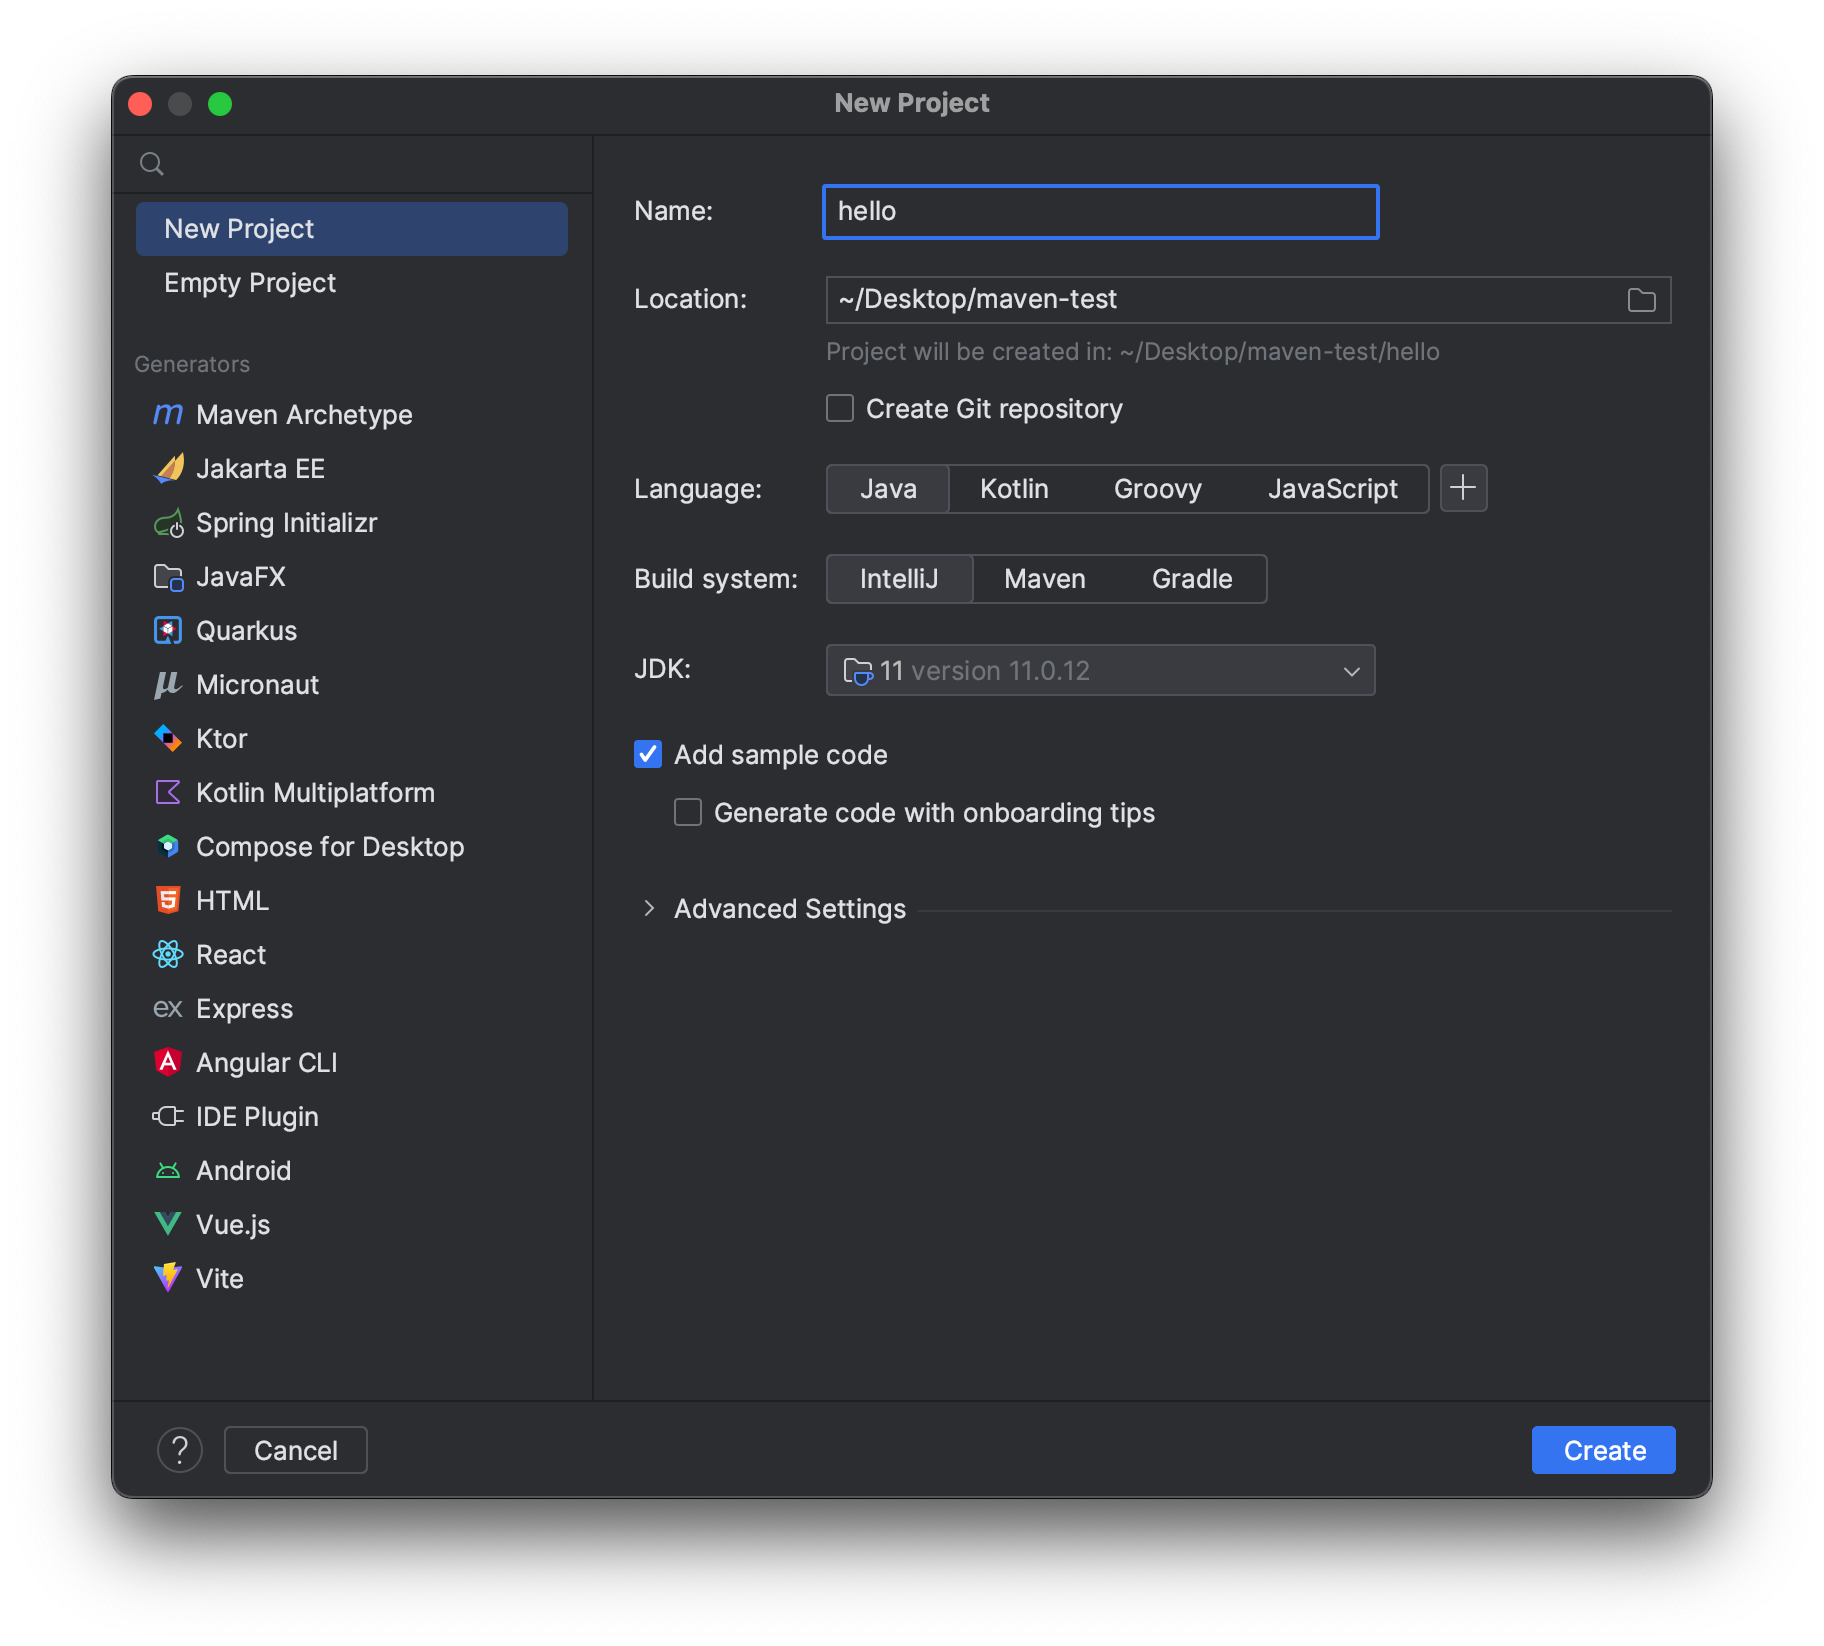 New Project
New Project
Empty Project
Generators
Maven Archetype
Jakarta EE
Spring Initializr
JavaFX
Quarkus
Micronaut
Ktor
Kotlin Multiplatform
Compose for Desktop
HTML
React
ex Express
Angular CLI
IDE Plugin
Android
Vue.js
Vite
Name: hello
Location: ~/Desktop/maven-test
Project will be created in: ~/Desktop/maven-test/hello
Create Git repository
Language: Java Kotlin Groovy JavaScript
Build system: IntelliJ Maven Gradle
JDK: 11 version 11.0.12
Add sample code
Generate code with onboarding tips
Advanced Settings
? Cancel Create